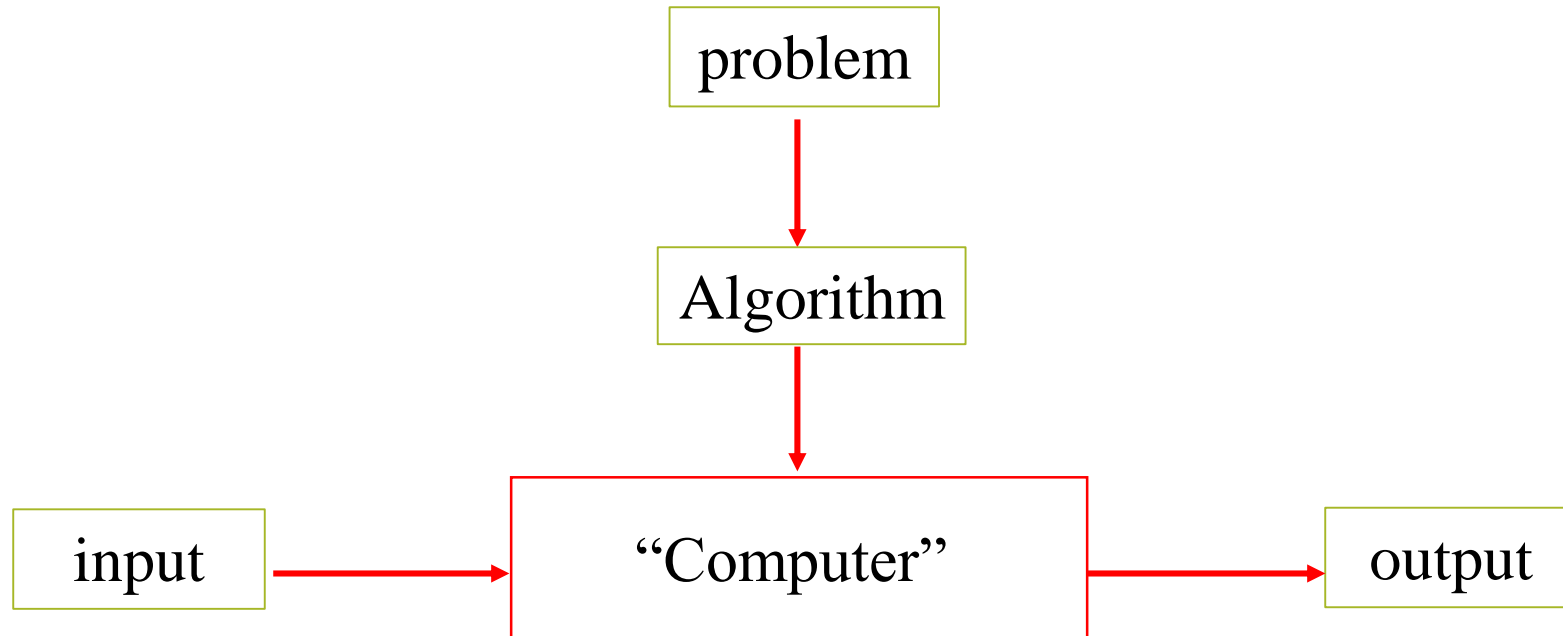 problem
Algorithm
input
“Computer”
output